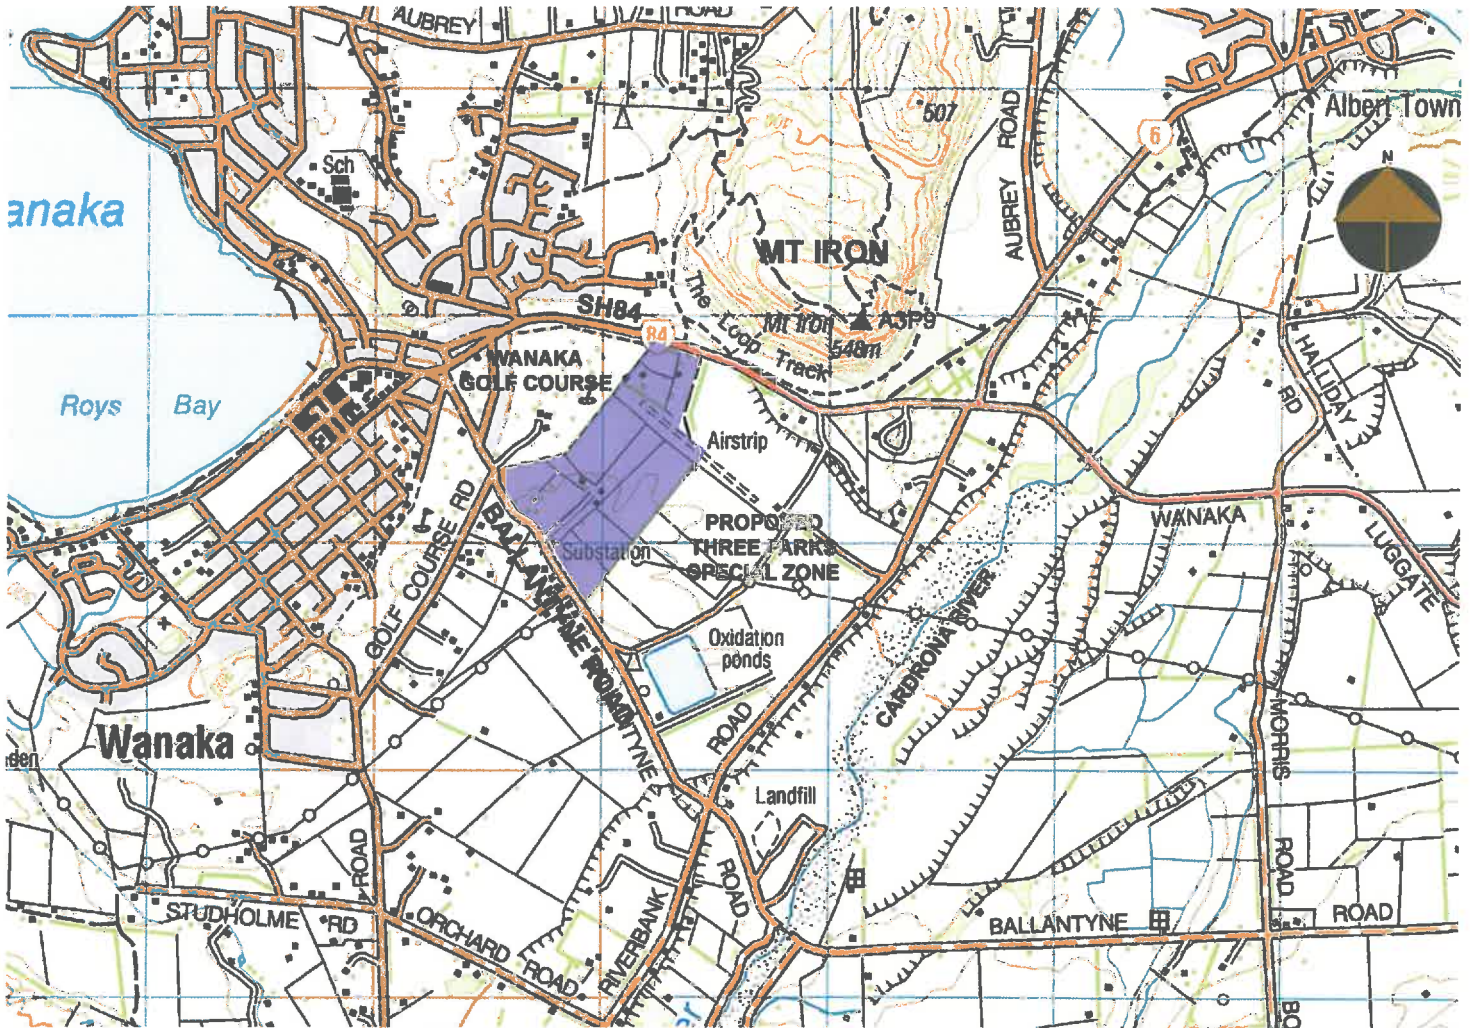 AUBREY
ROAD
507
6
Albert Town
N
Sch
AUBREY ROAD
anaka
MT IRON
The Loop Track
SH84
84
Mt Iron
A3P9
548m
WANAKA
GOLF COURSE
HALLIDAY
RD
Roys Bay
Airstrip
GOLF COURSE RD
PROPOSED
THREE PARKS
SPECIAL ZONE
WANAKA
LUGGATE
Substation
CARDRONA RIVER
Oxidation
ponds
ROAD
Wanaka
MORRIS
ROAD
Landfill
ROAD
ROAD
STUDHOLME RD
ORCHARD ROAD
RIVERBANK
BALLANTYNE
ROAD